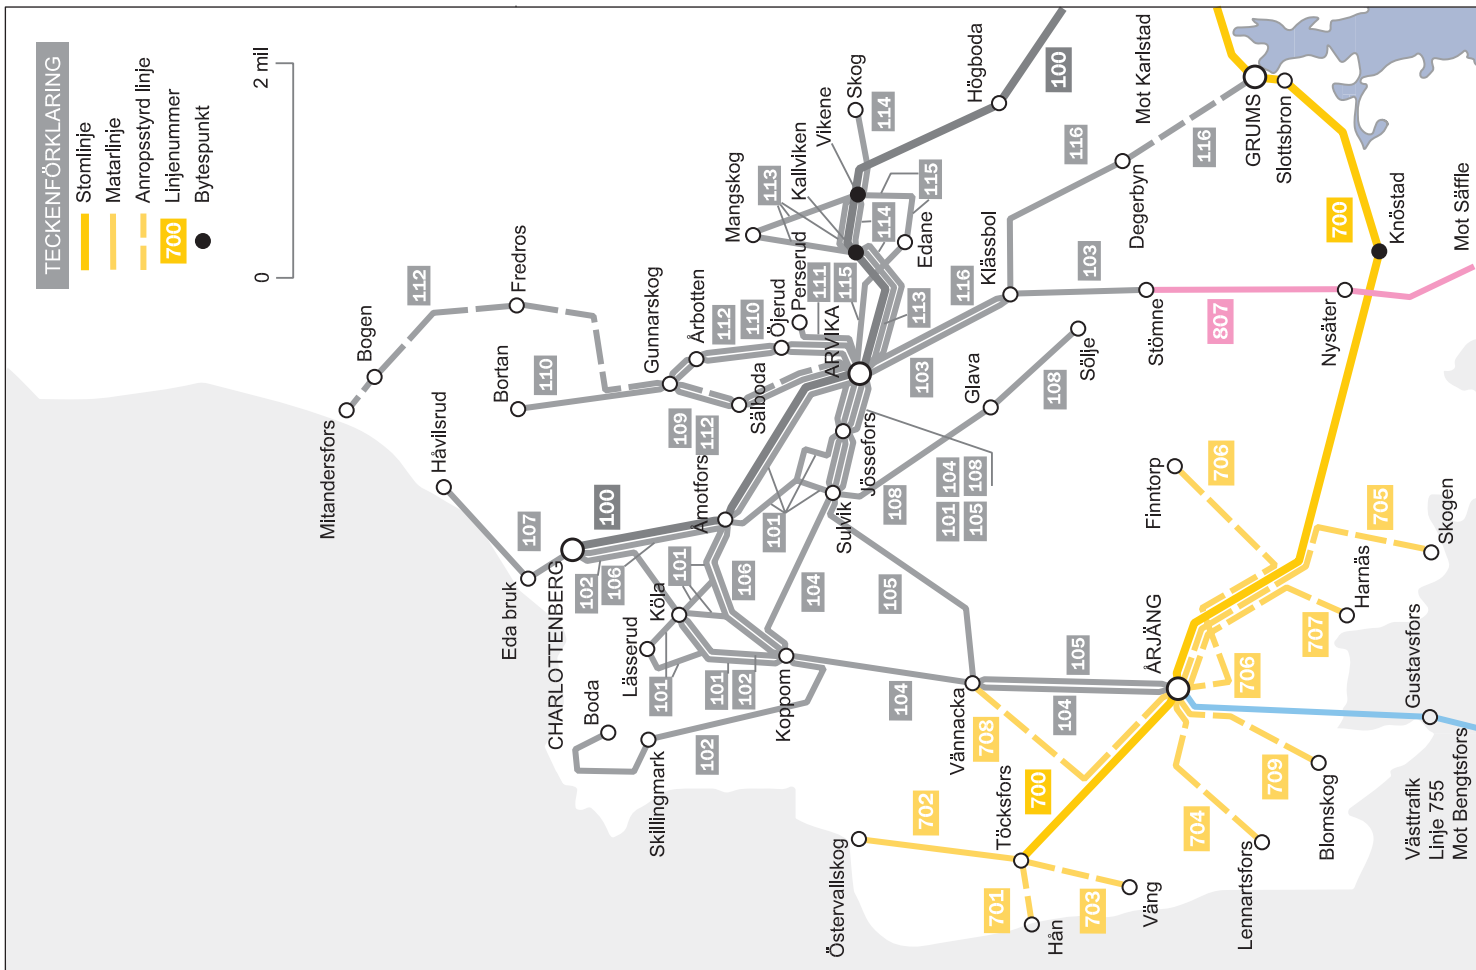 TECKENFÖRKLARING
Stomlinje
Matarlinje
Anropsstyrd linje
700
Linjenummer
Bytespunkt
0
2 mil
Mitandersfors
Bogen
112
Fredros
Håvilsrud
Bortan
110
Gunnarskog
Årbotten
112
110
Öjerud
Perserud
111
115
Mangskog
113
Kallviken
Vikene
Skog
114
114
115
Edane
113
Högboda
100
Eda bruk
107
CHARLOTTENBERG
100
102
106
Åmotfors
109
112
Sälboda
ARVIKA
Jössefors
101
Sulvik
108
101
104
105
108
103
116
Klässbol
116
Degerbyn
Mot Karlstad
116
GRUMS
Slottsbron
103
Stömne
807
Nysäter
700
Knöstad
Mot Säffle
Glava
108
Sölje
Köla
101
106
Lässerud
101
101
102
Koppom
104
105
Boda
Skillingmark
102
104
Vännacka
105
104
708
ÅRJÄNG
Finntorp
706
706
705
Skogen
Harnäs
707
Gustavsfors
Östervallskog
702
Töcksfors
700
701
Hån
703
Väng
704
Lennartsfors
709
Blomskog
Västtrafik
Linje 755
Mot Bengtsfors